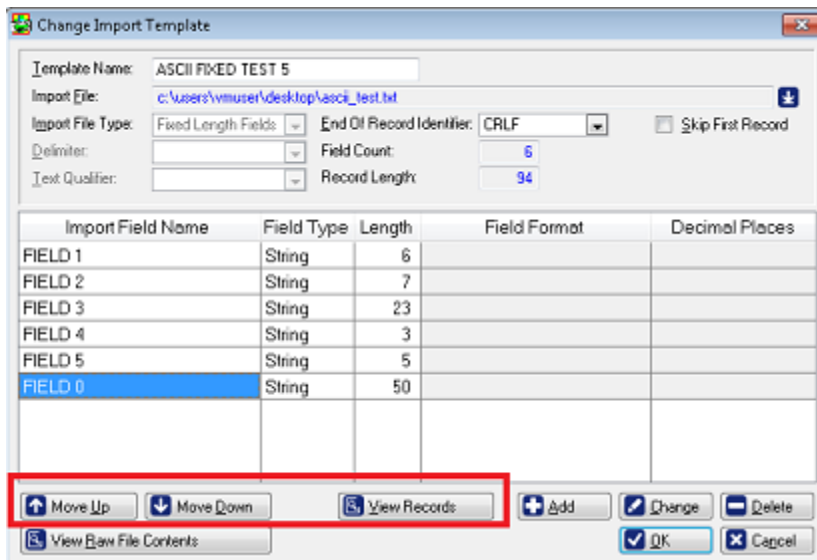 Change Import Template
Template Name: ASCII FIXED TEST 5
Import File: c:\users\vmuser\desktop\ascii_test.txt
Import File Type: Fixed Length Fields End Of Record Identifier: CRLF Skip First Record
Delimiter: Field Count: 6
Text Qualifier: Record Length: 94
Import Field Name Field Type Length Field Format Decimal Places
FIELD 1 String 6
FIELD 2 String 7
FIELD 3 String 23
FIELD 4 String 3
FIELD 5 String 5
FIELD 0 String 50
Move Up Move Down View Records Add Change Delete
View Raw File Contents OK Cancel